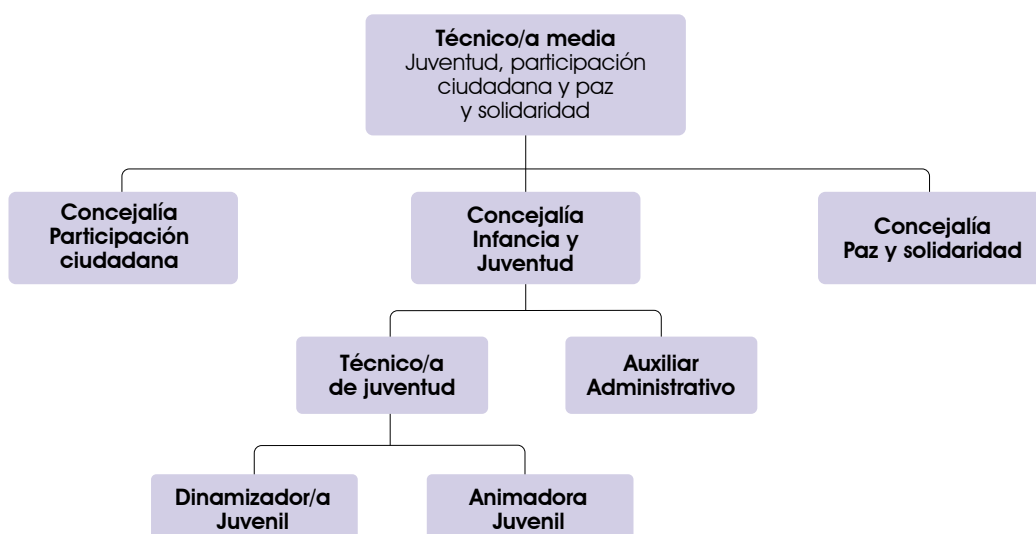 Técnico/a media
Juventud, participación
ciudadana y paz
y solidaridad
Concejalía
Participación
ciudadana
Concejalía
Infancia y
Juventud
Concejalía
Paz y solidaridad
Técnico/a
de juventud
Auxiliar
Administrativo
Dinamizador/a
Juvenil
Animadora
Juvenil